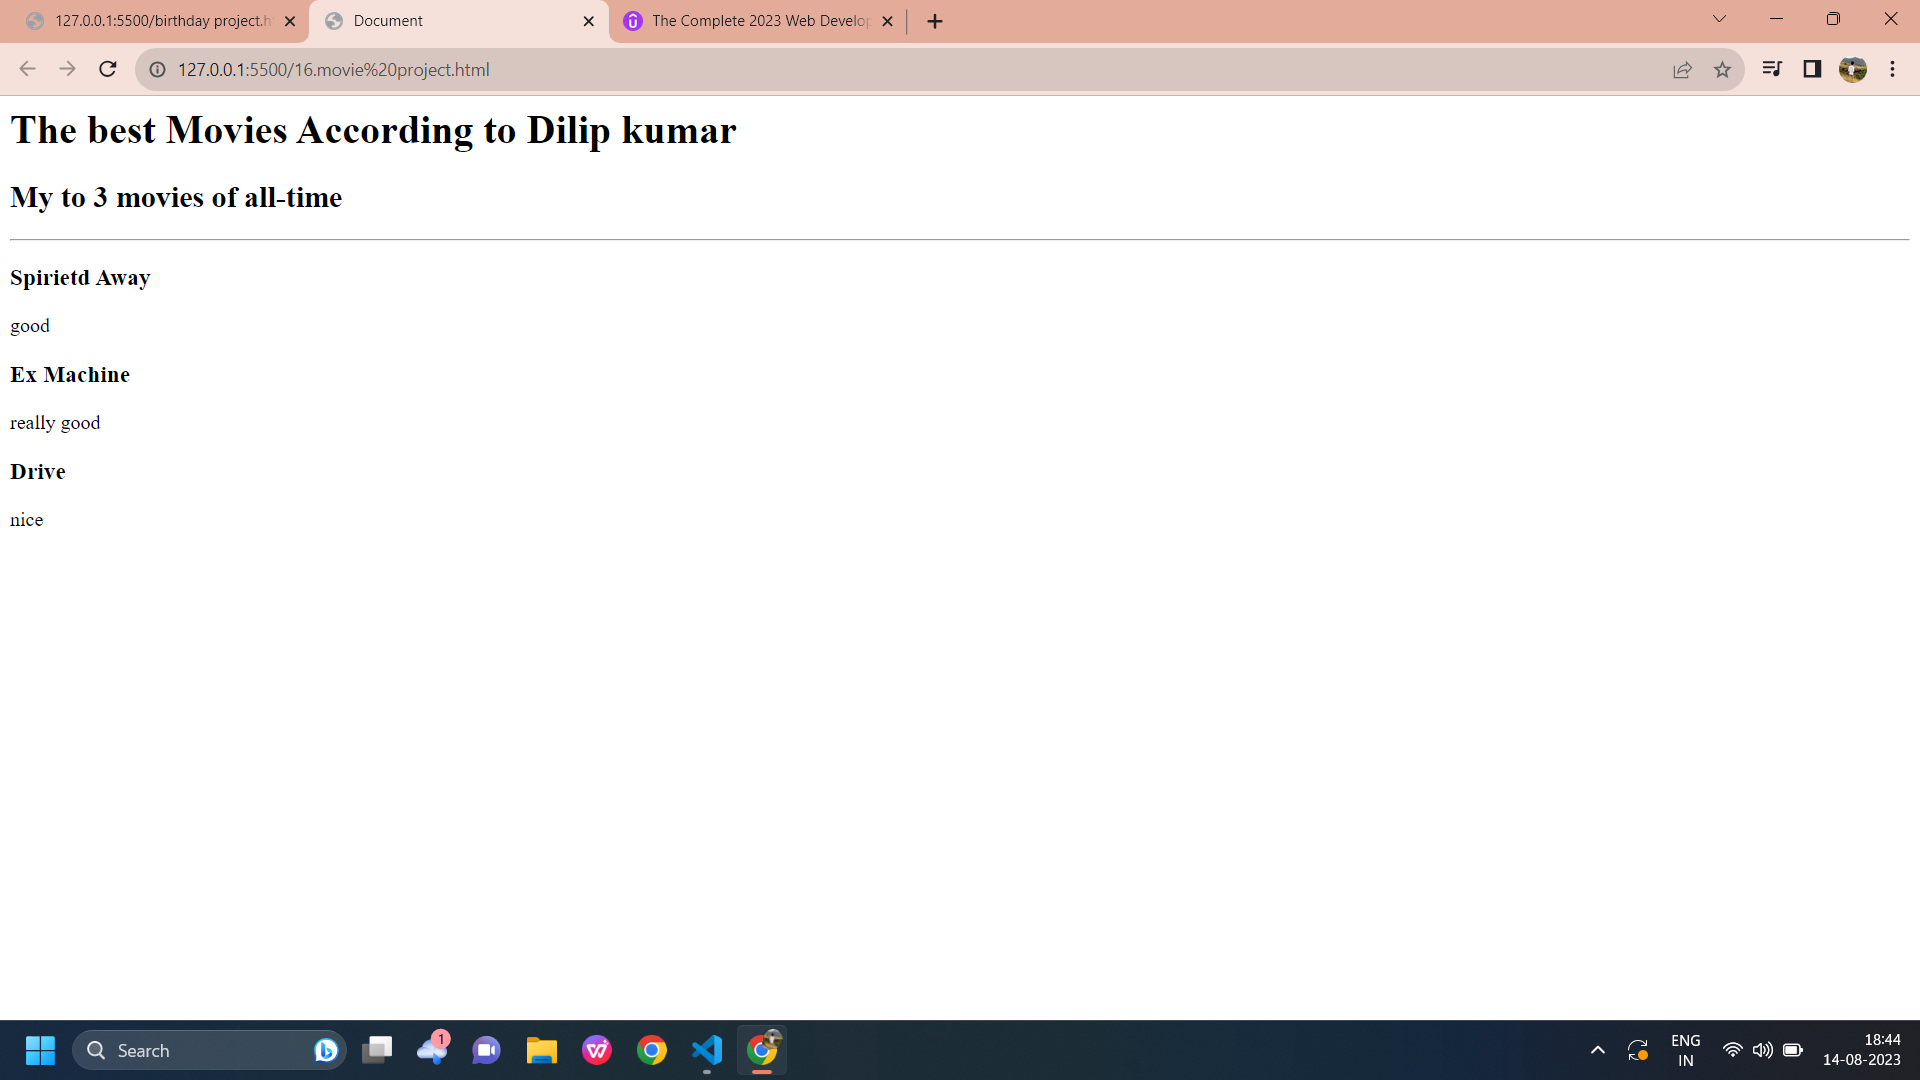 127.0.0.1:5500/birthday project.h
Document
The Complete 2023 Web Develop
127.0.0.1:5500/16.movie%20project.html
The best Movies According to Dilip kumar
My to 3 movies of all-time
Spirietd Away
good
Ex Machine
really good
Drive
nice
Search
1
ENG
IN
18:44
14-08-2023